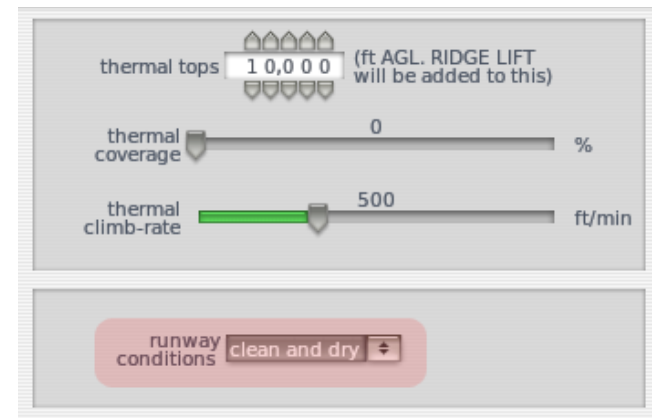 thermal tops 10,000 (ft AGL. RIDGE LIFT
will be added to this)
thermal
coverage
0
%
thermal
climb-rate
500
ft/min
runway
conditions
clean and dry